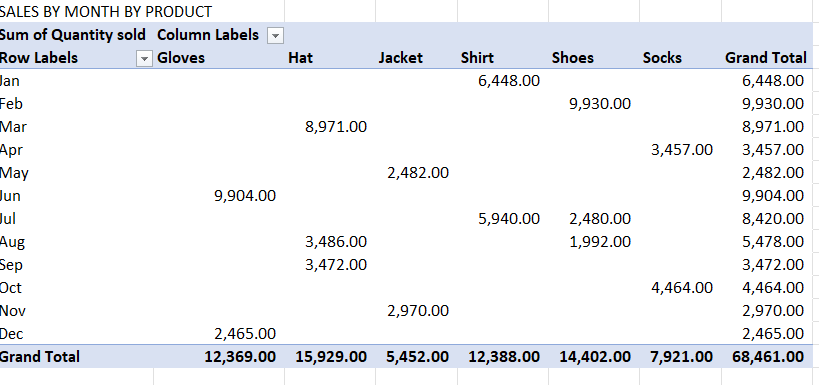 SALES BY MONTH BY PRODUCT
Sum of Quantity sold Column Labels
Row Labels Gloves Hat Jacket Shirt Shoes Socks Grand Total
Jan 6,448.00 6,448.00
Feb 9,930.00 9,930.00
Mar 8,971.00 8,971.00
Apr 3,457.00 3,457.00
May 2,482.00 2,482.00
Jun 9,904.00 9,904.00
Jul 5,940.00 2,480.00 8,420.00
Aug 3,486.00 1,992.00 5,478.00
Sep 3,472.00 3,472.00
Oct 4,464.00 4,464.00
Nov 2,970.00 2,970.00
Dec 2,465.00 2,465.00
Grand Total 12,369.00 15,929.00 5,452.00 12,388.00 14,402.00 7,921.00 68,461.00